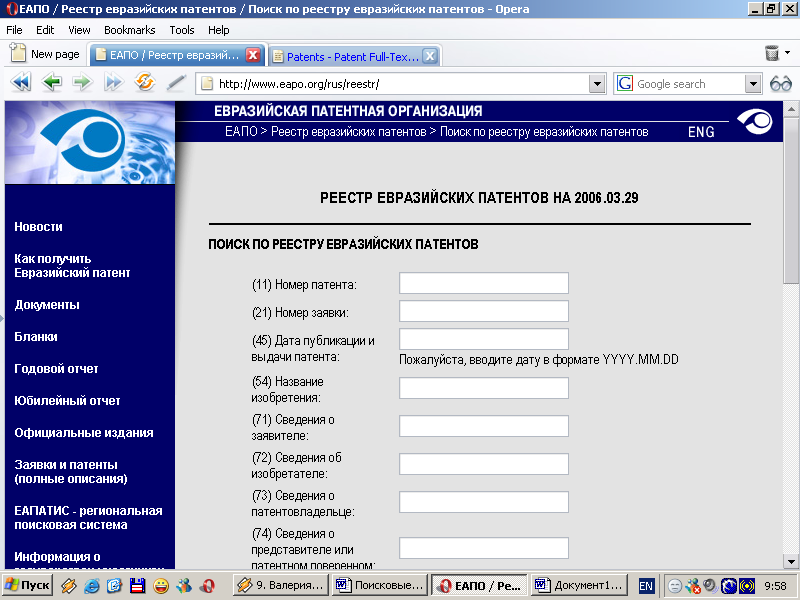 ЕАПО / Реестр евразийских патентов / Поиск по реестру евразийских патентов - Opera
File Edit View Bookmarks Tools Help
New page ЕАПО / Реестр евразий... Patents - Patent Full-Tex...
http://www.eapo.org/rus/reestr/ Google search
ЕВРАЗИЙСКАЯ ПАТЕНТНАЯ ОРГАНИЗАЦИЯ
ЕАПО > Реестр евразийских патентов > Поиск по реестру евразийских патентов ENG
Новости
Как получить
Евразийский патент
Документы
Бланки
Годовой отчет
Юбилейный отчет
Официальные издания
Заявки и патенты
(полные описания)
ЕАПАТИС - региональная
поисковая система
Информация о
РЕЕСТР ЕВРАЗИЙСКИХ ПАТЕНТОВ НА 2006.03.29
ПОИСК ПО РЕЕСТРУ ЕВРАЗИЙСКИХ ПАТЕНТОВ
(11) Номер патента:
(21) Номер заявки:
(45) Дата публикации и
выдачи патента:
Пожалуйста, вводите дату в формате YYYY.MM.DD
(54) Название
изобретения:
(71) Сведения о
заявителе:
(72) Сведения об
изобретателе:
(73) Сведения о
патентовладельце:
(74) Сведения о
представителе или
патентном поверенном:
Пуск 9. Валерия... Поисковые... ЕАПО / Ре... Документ1... EN 9:58